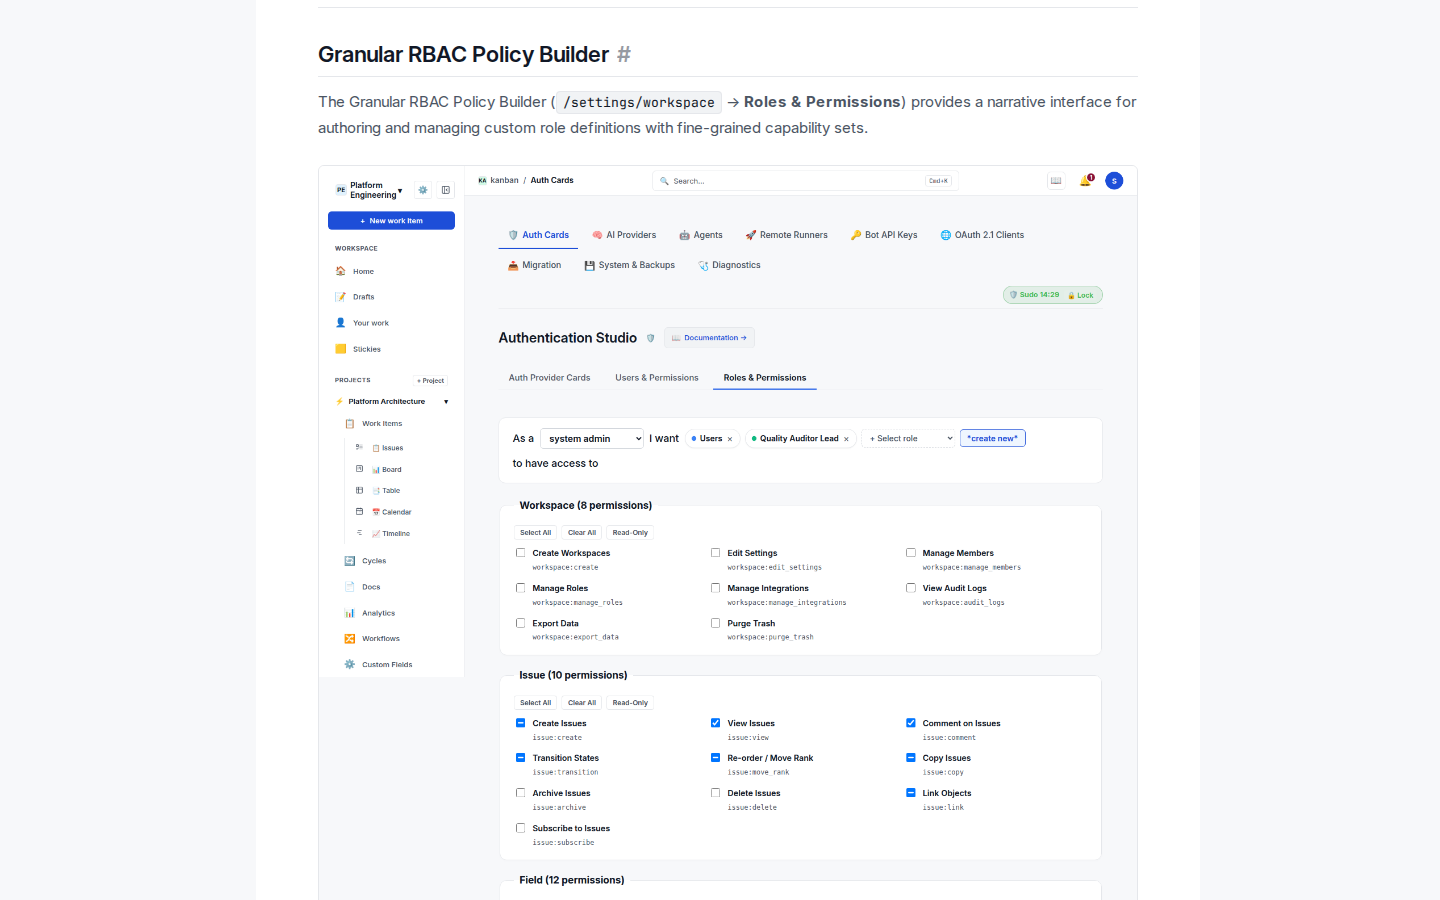 Granular RBAC Policy Builder #
The Granular RBAC Policy Builder ( /settings/workspace → Roles & Permissions) provides a narrative interface for
authoring and managing custom role definitions with fine-grained capability sets.
PE Platform Engineering ▾
+ New work item
WORKSPACE
Home
Drafts
Your work
Stickies
PROJECTS + Project
Platform Architecture ▾
Work Items
Issues
Board
Table
Calendar
Timeline
Cycles
Docs
Analytics
Workflows
Custom Fields
KA kanban / Auth Cards
Search... Cmd+K
1 S
Auth Cards AI Providers Agents Remote Runners Bot API Keys OAuth 2.1 Clients
Migration System & Backups Diagnostics
Sudo 14:29 Lock
Authentication Studio Documentation →
Auth Provider Cards Users & Permissions Roles & Permissions
As a system admin I want Users × Quality Auditor Lead × + Select role *create new*
to have access to
Workspace (8 permissions)
Select All Clear All Read-Only
Create Workspaces Edit Settings Manage Members
workspace:create workspace:edit_settings workspace:manage_members
Manage Roles Manage Integrations View Audit Logs
workspace:manage_roles workspace:manage_integrations workspace:audit_logs
Export Data Purge Trash
workspace:export_data workspace:purge_trash
Issue (10 permissions)
Select All Clear All Read-Only
Create Issues View Issues Comment on Issues
issue:create issue:view issue:comment
Transition States Re-order / Move Rank Copy Issues
issue:transition issue:move_rank issue:copy
Archive Issues Delete Issues Link Objects
issue:archive issue:delete issue:link
Subscribe to Issues
issue:subscribe
Field (12 permissions)